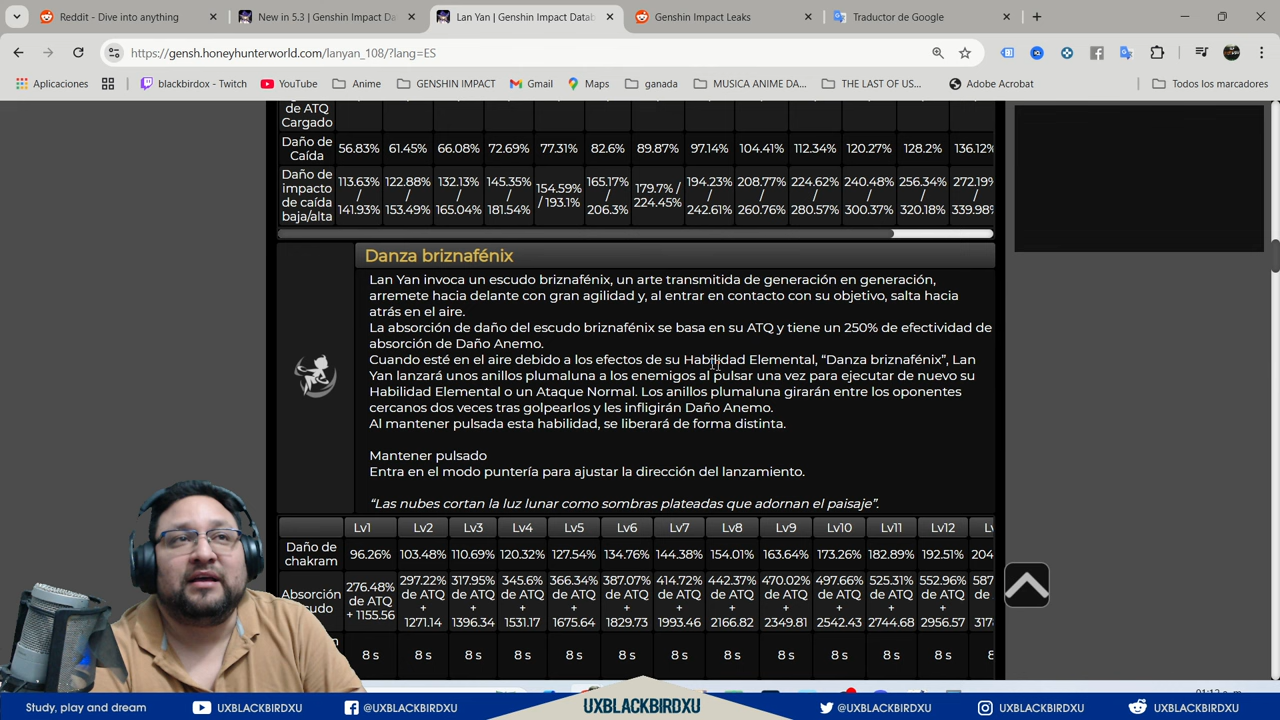 Reddit - Dive into anything
New in 5.3 | Genshin Impact Da
Lan Yan | Genshin Impact Datab
Genshin Impact Leaks
Traductor de Google
https://gensh.honeyhunterworld.com/lanyan_108/?lang=ES
Aplicaciones
blackbirdox - Twitch
YouTube
Anime
GENSHIN IMPACT
Gmail
Maps
ganada
MUSICA ANIME DA...
THE LAST OF US...
Adobe Acrobat
Todos los marcadores
de ATQ
Cargado
Daño de
Caída
56.83% 61.45% 66.08% 72.69% 77.31% 82.6% 89.87% 97.14% 104.41% 112.34% 120.27% 128.2% 136.12%
Daño de
impacto
de caída
baja/alta
113.63% / 141.93%
122.88% / 153.49%
132.13% / 165.04%
145.35% / 181.54%
154.59% / 193.1%
165.17% / 206.3%
179.7% / 224.45%
194.23% / 242.61%
208.77% / 260.76%
224.62% / 280.57%
240.48% / 300.37%
256.34% / 320.18%
272.19% / 339.98%
Danza briznafénix
Lan Yan invoca un escudo briznafénix, un arte transmitida de generación en generación,
arremete hacia delante con gran agilidad y, al entrar en contacto con su objetivo, salta hacia
atrás en el aire.
La absorción de daño del escudo briznafénix se basa en su ATQ y tiene un 250% de efectividad de
absorción de Daño Anemo.
Cuando esté en el aire debido a los efectos de su Habilidad Elemental, “Danza briznafénix”, Lan
Yan lanzará unos anillos plumaluna a los enemigos al pulsar una vez para ejecutar de nuevo su
Habilidad Elemental o un Ataque Normal. Los anillos plumaluna girarán entre los oponentes
cercanos dos veces tras golpearlos y les infligirán Daño Anemo.
Al mantener pulsada esta habilidad, se liberará de forma distinta.
Mantener pulsado
Entra en el modo puntería para ajustar la dirección del lanzamiento.
“Las nubes cortan la luz lunar como sombras plateadas que adornan el paisaje”.
Lv1 Lv2 Lv3 Lv4 Lv5 Lv6 Lv7 Lv8 Lv9 Lv10 Lv11 Lv12
Daño de
chakram
96.26% 103.48% 110.69% 120.32% 127.54% 134.76% 144.38% 154.01% 163.64% 173.26% 182.89% 192.51% 204
Absorción
276.48% de ATQ + 1155.56
297.22% de ATQ + 1271.14
317.95% de ATQ + 1396.34
345.6% de ATQ + 1531.17
366.34% de ATQ + 1675.64
387.07% de ATQ + 1829.73
414.72% de ATQ + 1993.46
442.37% de ATQ + 2166.82
470.02% de ATQ + 2349.81
497.66% de ATQ + 2542.43
525.31% de ATQ + 2744.68
552.96% de ATQ + 2956.57
8 s 8 s 8 s 8 s 8 s 8 s 8 s 8 s 8 s 8 s 8 s 8 s
Study, play and dream
UXBLACKBIRDXU
@UXBLACKBIRDXU
UXBLACKBIRDXU
@UXBLACKBIRDXU
UXBLACKBIRDXU
UXBLACKBIRDXU